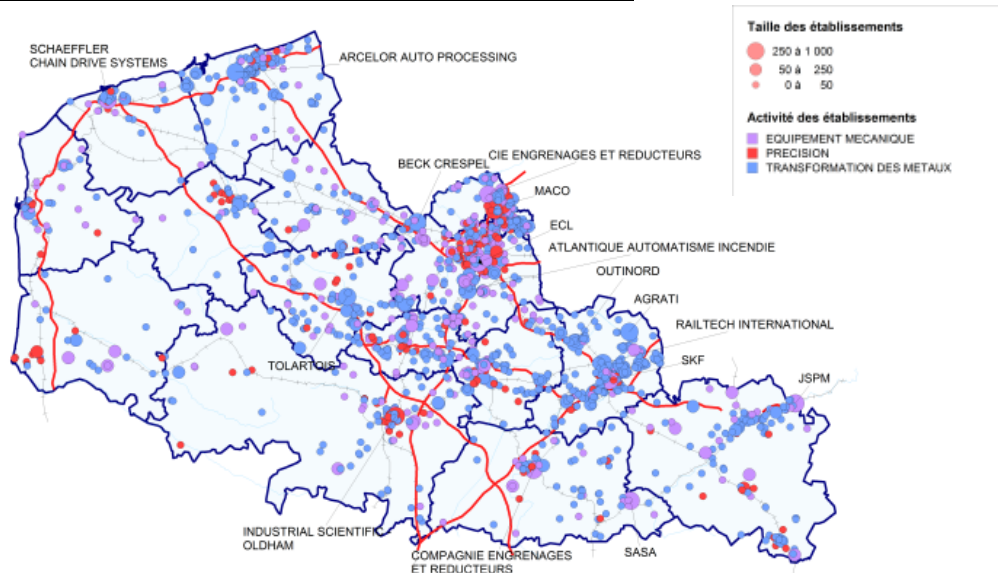 SCHAEFFLER
CHAIN DRIVE SYSTEMS
ARCELOR AUTO PROCESSING
BECK CRESPEL
CIE ENGRENAGES ET REDUCTEURS
MACO
ECL
ATLANTIQUE AUTOMATISME INCENDIE
OUTINORD
AGRATI
RAILTECH INTERNATIONAL
SKF
JSPM
TOLARTOIS
INDUSTRIAL SCIENTIFIC
OLDHAM
COMPAGNIE ENGRENAGES
ET REDUCTEURS
SASA
Taille des établissements
250 à 1 000
50 à 250
0 à 50
Activité des établissements
EQUIPEMENT MECANIQUE
PRECISION
TRANSFORMATION DES METAUX